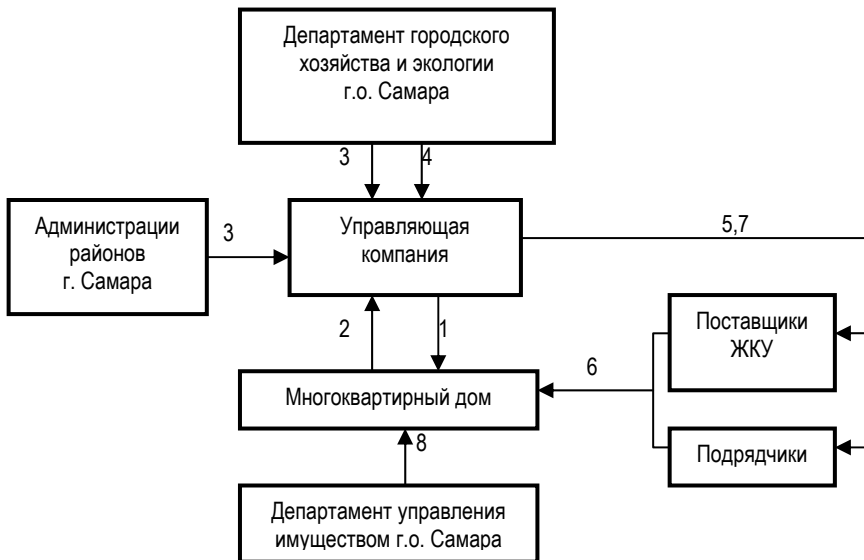 Департамент городского
хозяйства и экологии
г.о. Самара
3
4
Администрации
районов
г. Самара
3
Управляющая
компания
5,7
2
1
Поставщики
ЖКУ
6
Многоквартирный дом
Подрядчики
8
Департамент управления
имуществом г.о. Самара